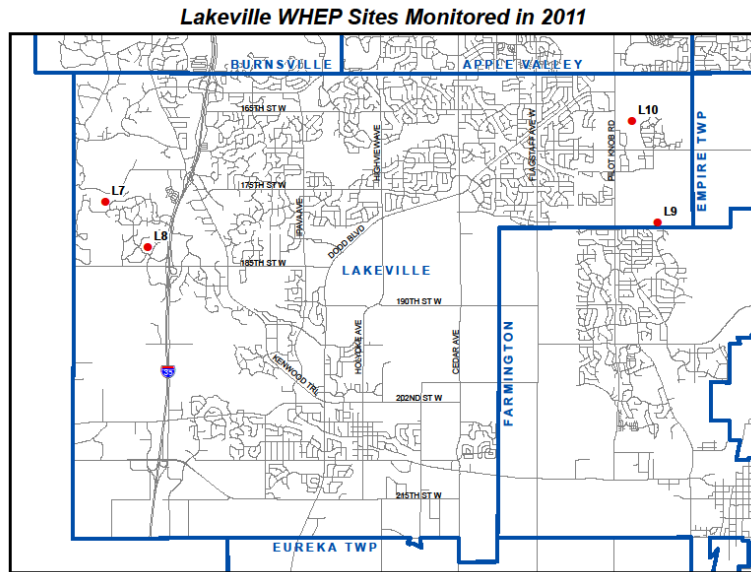 Lakeville WHEP Sites Monitored in 2011
BURNSVILLE
APPLE VALLEY
165TH ST W
L10
HIGHVIEW AVE
FLAGSTAFF AVE W
PILOT KNOB RD
EMPIRE TWP
175TH ST W
L7
IPAVA AVE
L9
L8
DODD BLVD
185TH ST W
LAKEVILLE
190TH ST W
HOLYOKE AVE
CEDAR AVE
FARMINGTON
KENWOOD TRL
35
202ND ST W
215TH ST W
EUREKA TWP